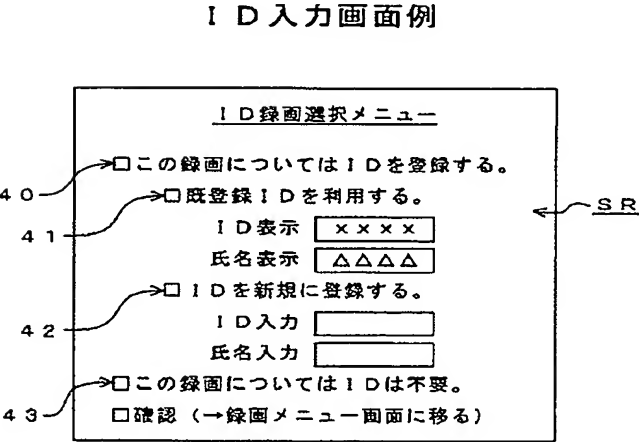 ＩＤ入力画面例
ＩＤ録画選択メニュー
４０
□この録画についてはＩＤを登録する。
４１
□既登録ＩＤを利用する。
ＳＲ
ＩＤ表示 ××××
氏名表示 △△△△
４２
□ＩＤを新規に登録する。
ＩＤ入力
氏名入力
４３
□この録画についてはＩＤは不要。
□確認（→録画メニュー画面に移る）